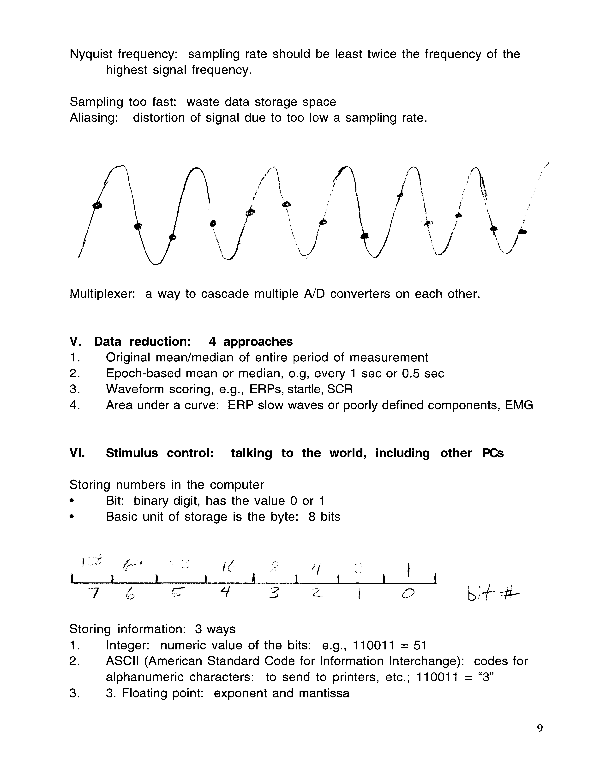 Nyquist frequency: sampling rate should be least twice the frequency of the
highest signal frequency.
Sampling too fast: waste data storage space
Aliasing: distortion of signal due to too low a sampling rate.
Multiplexer: a way to cascade multiple A/D converters on each other.
V. Data reduction: 4 approaches
1. Original mean/median of entire period of measurement
2. Epoch-based mean or median, e.g, every 1 sec or 0.5 sec
3. Waveform scoring, e.g., ERPs, startle, SCR
4. Area under a curve: ERP slow waves or poorly defined components, EMG
VI. Stimulus control: talking to the world, including other PCs
Storing numbers in the computer
• Bit: binary digit, has the value 0 or 1
• Basic unit of storage is the byte: 8 bits
16 4 1
7 6 5 4 3 2 1 0 bit #
Storing information: 3 ways
1. Integer: numeric value of the bits: e.g., 110011 = 51
2. ASCII (American Standard Code for Information Interchange): codes for
alphanumeric characters: to send to printers, etc.; 110011 = "3"
3. 3. Floating point: exponent and mantissa
9